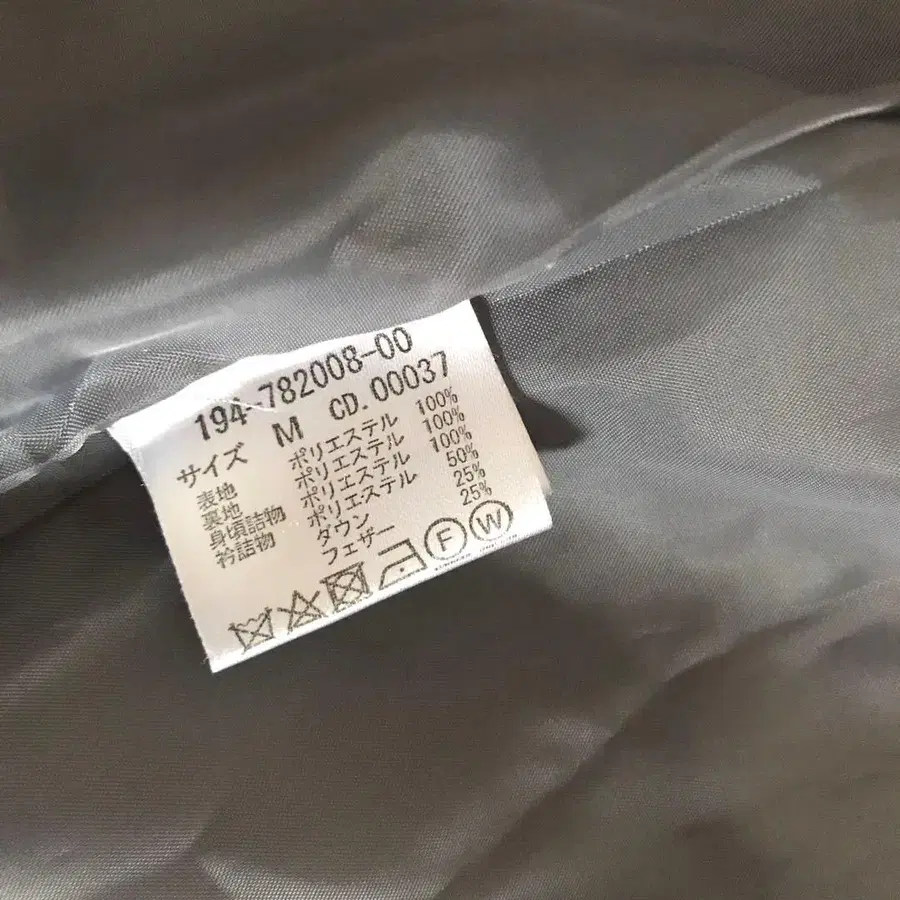 194-782008-00
サイズ M CD.00037
表地 ポリエステル 100%
裏地 ポリエステル 100%
身頃詰物 ポリエステル 100%
衿詰物 ポリエステル 50%
ダウン 25%
フェザー 25%
F W